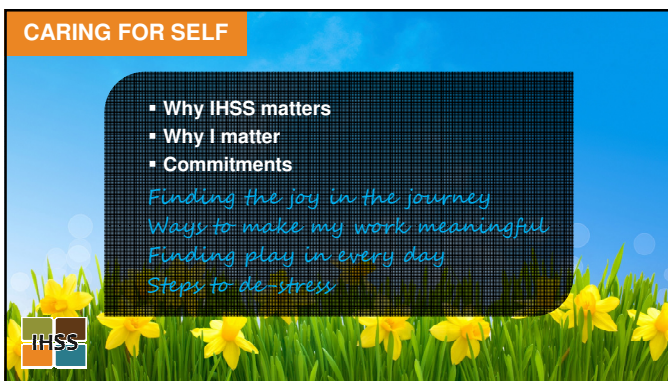 CARING FOR SELF
▪ Why IHSS matters
▪ Why I matter
▪ Commitments
Finding the joy in the journey
Ways to make my work meaningful
Finding play in every day
Steps to de-stress
IHSS